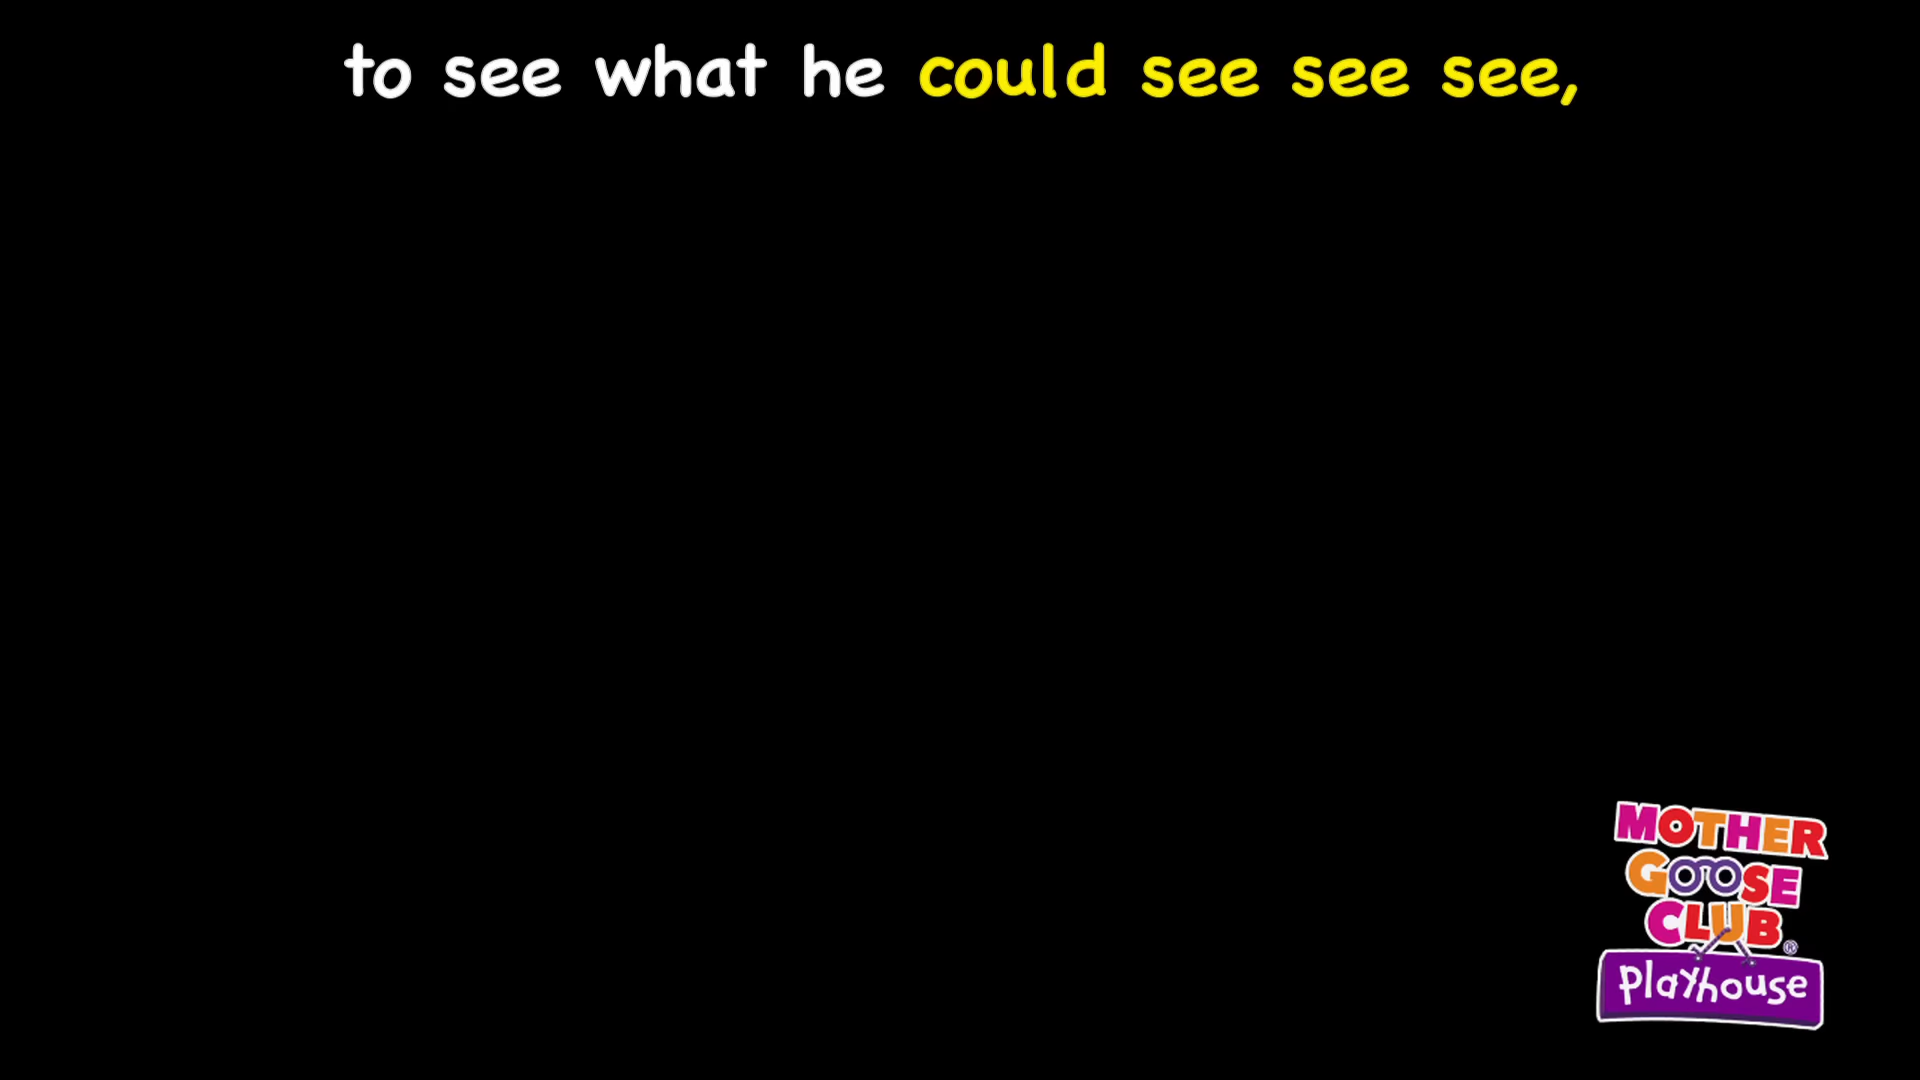 to see what he could see see see,
MOTHER
GOOSE
CLUB®
Playhouse